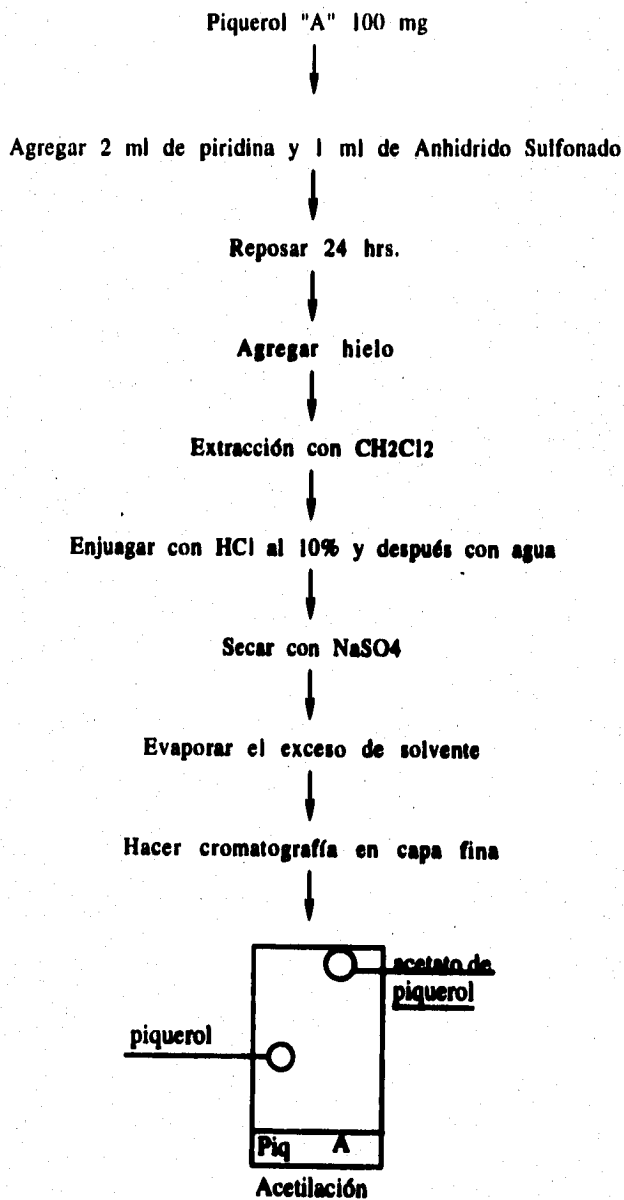 Piquerol "A" 100 mg
Agregar 2 ml de piridina y 1 ml de Anhidrido Sulfonado
Reposar 24 hrs.
Agregar hielo
Extracción con CH2Cl2
Enjuagar con HCl al 10% y después con agua
Secar con NaSO4
Evaporar el exceso de solvente
Hacer cromatografía en capa fina
acetato de
piquerol
piquerol
Piq A
Acetilación